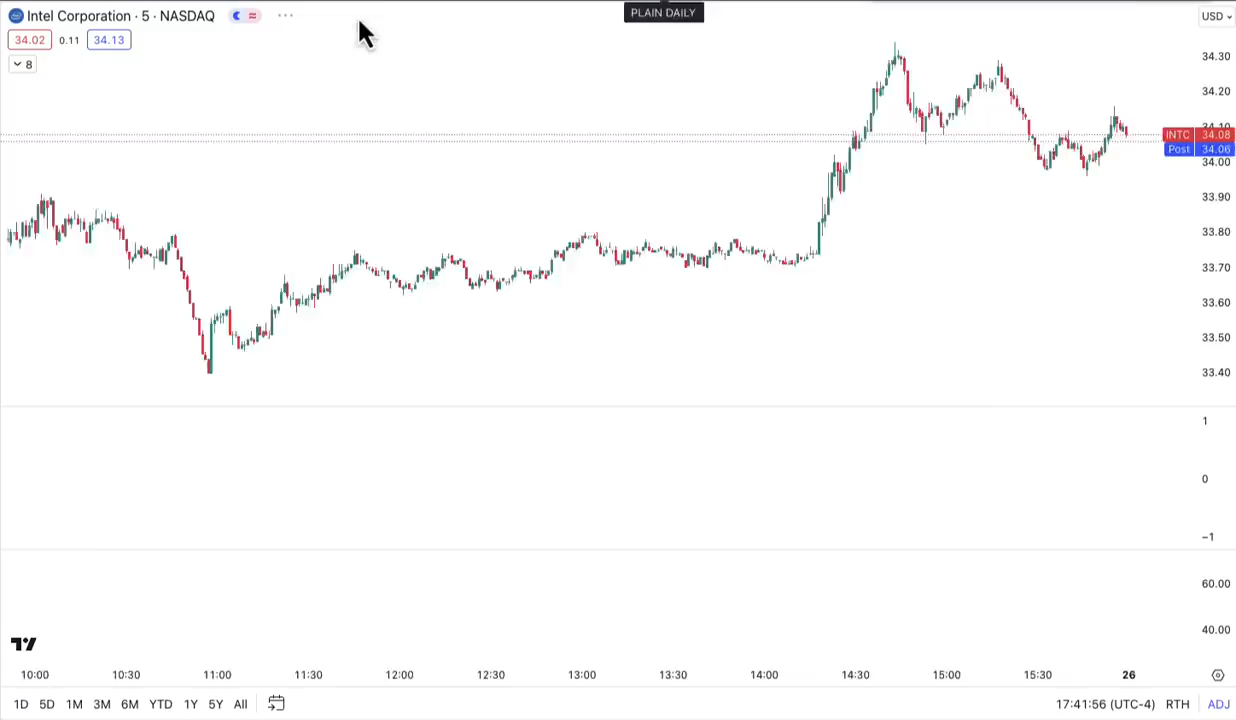 PLAIN DAILY
Intel Corporation · 5 · NASDAQ
USD
34.02 0.11 34.13
8
34.30
34.20
34.10
INTC 34.08
Post 34.06
34.00
33.90
33.80
33.70
33.60
33.50
33.40
1
0
−1
60.00
40.00
10:00 10:30 11:00 11:30 12:00 12:30 13:00 13:30 14:00 14:30 15:00 15:30 26
1D 5D 1M 3M 6M YTD 1Y 5Y All 17:41:56 (UTC-4) RTH ADJ